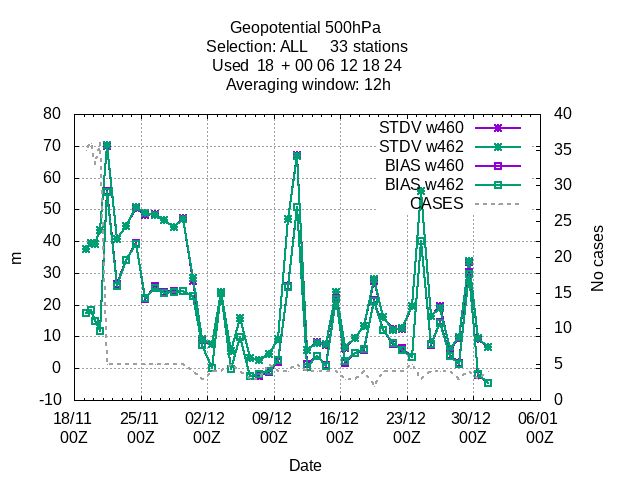 Geopotential 500hPa
Selection: ALL 33 stations
Used 18 + 00 06 12 18 24
Averaging window: 12h
STDV w460
STDV w462
BIAS w460
BIAS w462
CASES
80
70
60
50
40
30
20
10
0
-10
m
40
35
30
25
20
15
10
5
0
No cases
18/11 25/11 02/12 09/12 16/12 23/12 30/12 06/01
00Z 00Z 00Z 00Z 00Z 00Z 00Z 00Z
Date